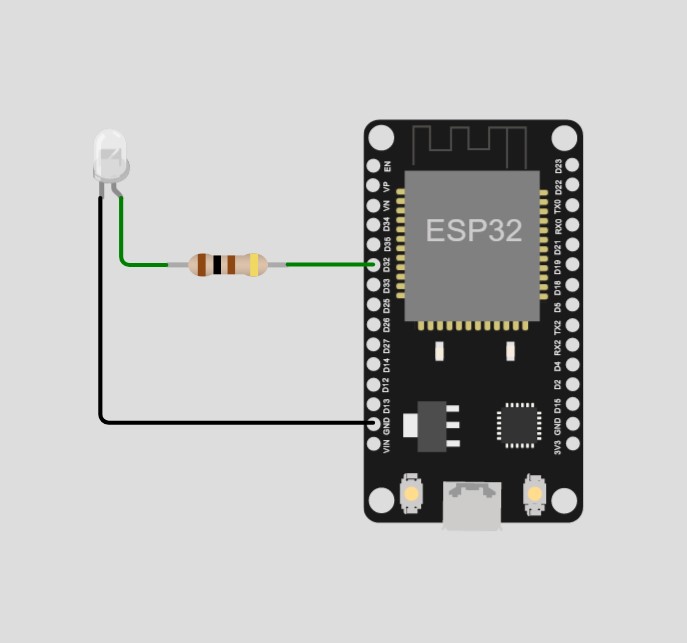 EN
VP
VN
D34
D35
D32
D33
D25
D26
D27
D14
D12
D13
GND
VIN
ESP32
D23
D22
TX0
RX0
D21
D19
D18
D5
TX2
RX2
D4
D2
D15
GND
3V3